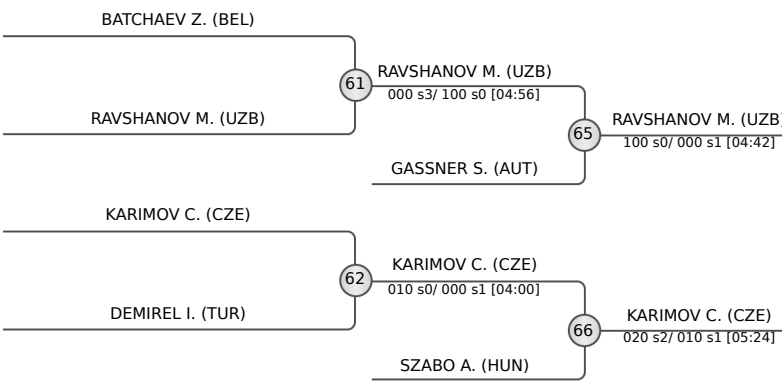 BATCHAEV Z. (BEL)
61
RAVSHANOV M. (UZB)
000 s3/ 100 s0 [04:56]
RAVSHANOV M. (UZB)
65
RAVSHANOV M. (UZB)
100 s0/ 000 s1 [04:42]
GASSNER S. (AUT)
KARIMOV C. (CZE)
62
KARIMOV C. (CZE)
010 s0/ 000 s1 [04:00]
DEMIREL I. (TUR)
66
KARIMOV C. (CZE)
020 s2/ 010 s1 [05:24]
SZABO A. (HUN)